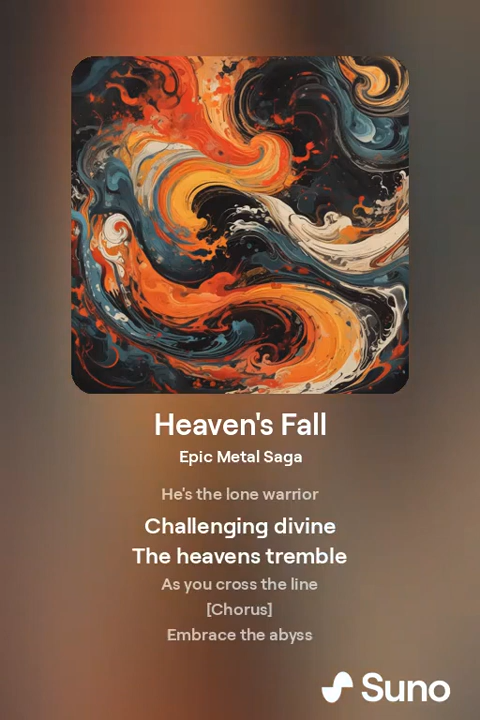 Heaven's Fall
Epic Metal Saga
He's the lone warrior
Challenging divine
The heavens tremble
As you cross the line
[Chorus]
Embrace the abyss
Suno